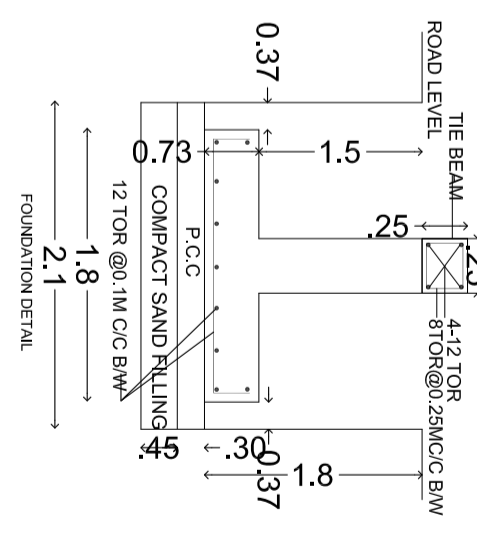 ROAD LEVEL
TIE BEAM
.25
4-12 TOR
8TOR@0.25MC/C B/W
1.5
1.8
0.37
0.73
.30
0.37
P.C.C
COMPACT SAND FILLING
.45
12 TOR @0.1M C/C B/W
1.8
2.1
FOUNDATION DETAIL